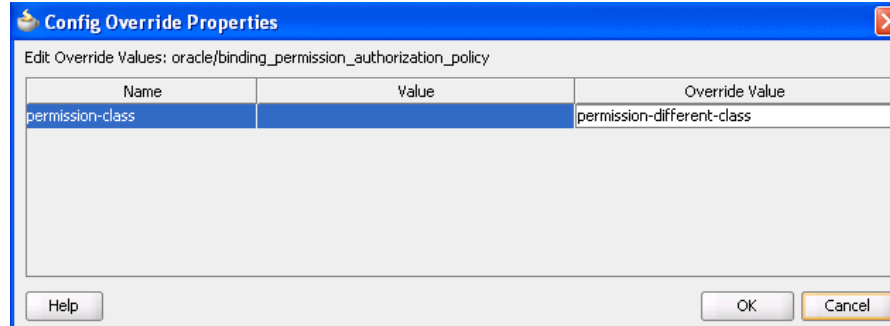 Config Override Properties
Edit Override Values: oracle/binding_permission_authorization_policy
Name Value Override Value
permission-class permission-different-class
Help OK Cancel